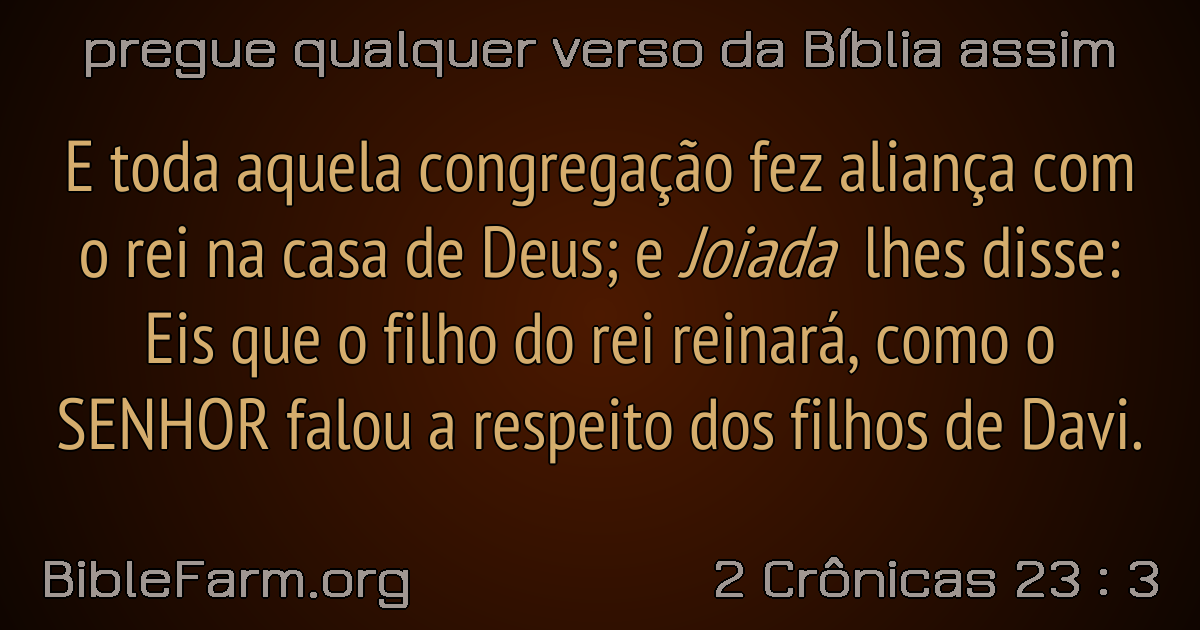 pregue qualquer verso da Bíblia assim
E toda aquela congregação fez aliança com
o rei na casa de Deus; e Joiada lhes disse:
Eis que o filho do rei reinará, como o
SENHOR falou a respeito dos filhos de Davi.
BibleFarm.org
2 Crônicas 23 : 3